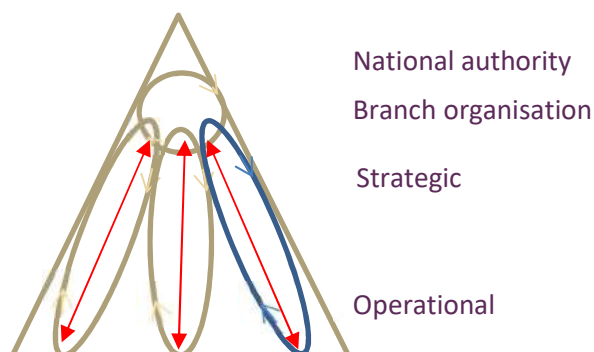 National authority
Branch organisation
Strategic
Operational